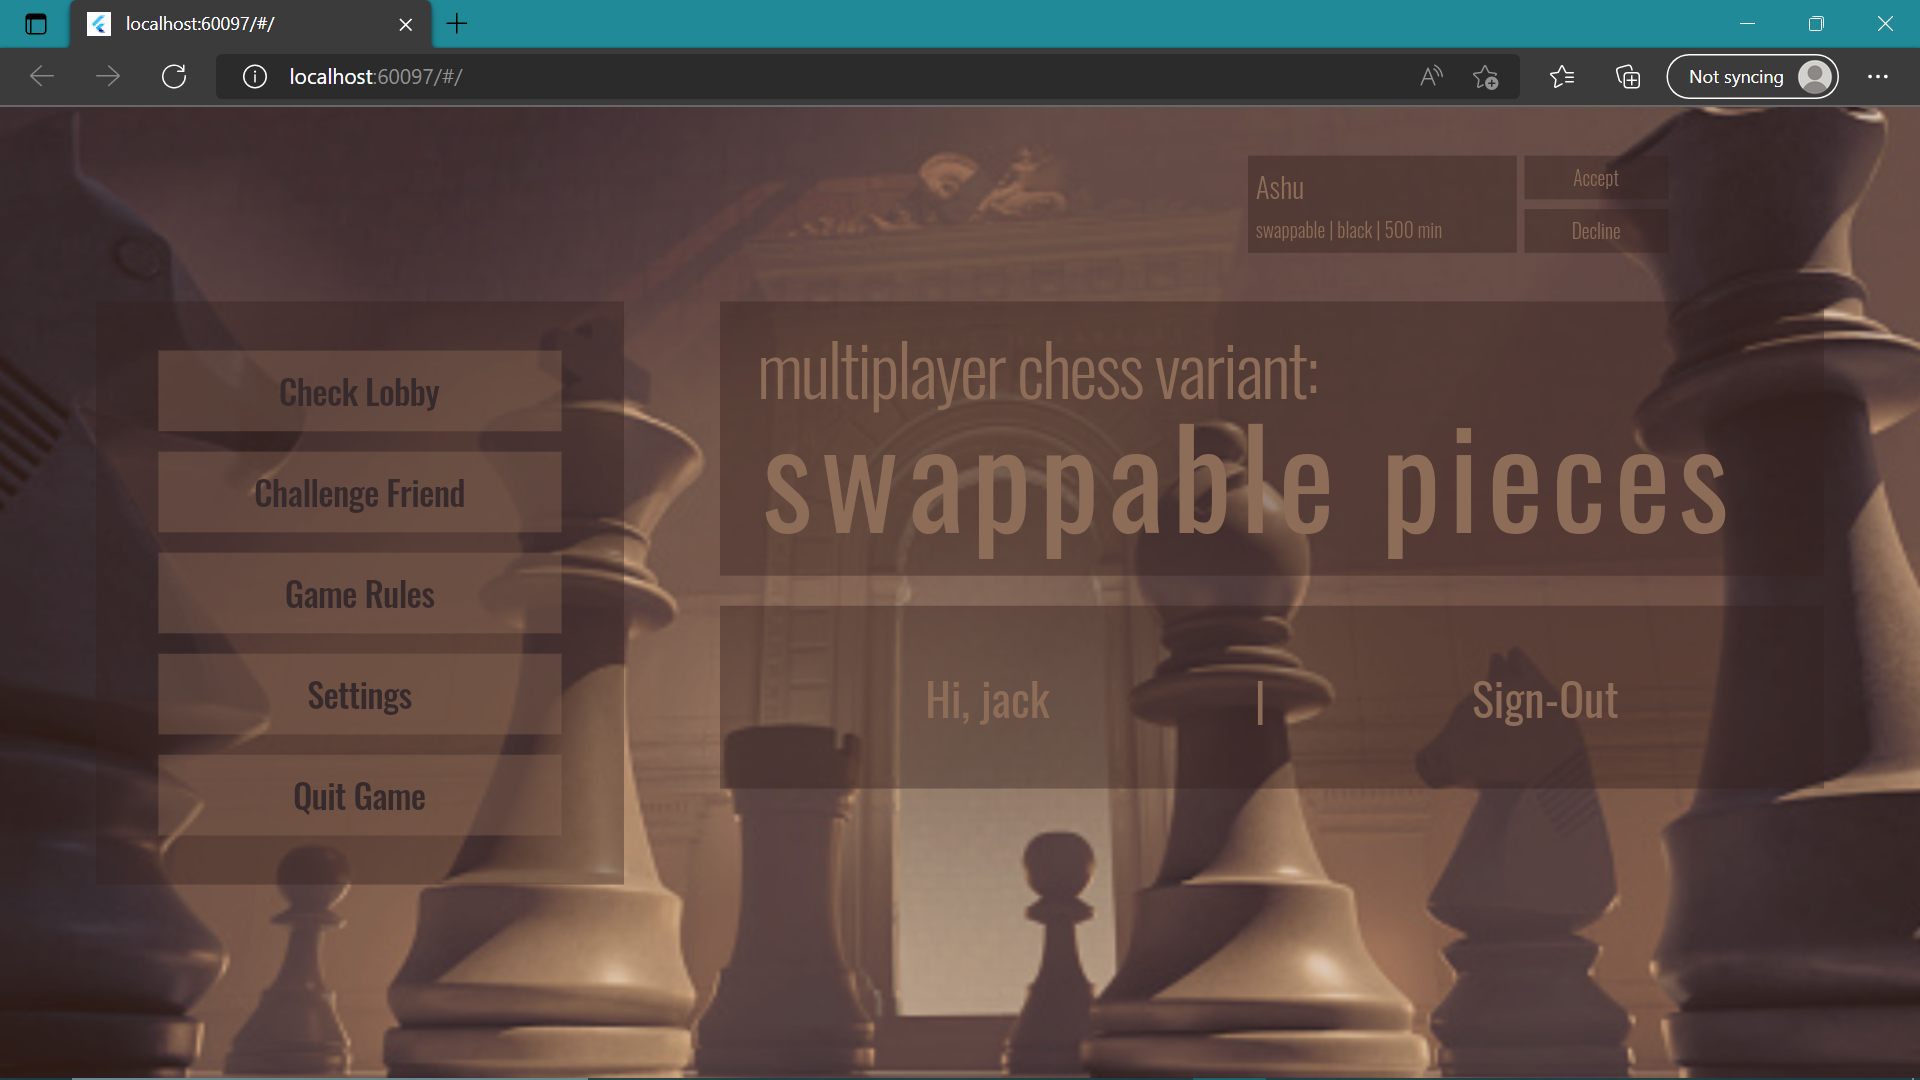 localhost:60097/#/
localhost:60097/#/
Not syncing
Ashu
swappable | black | 500 min
Accept
Decline
Check Lobby
Challenge Friend
Game Rules
Settings
Quit Game
multiplayer chess variant:
swappable pieces
Hi, jack | Sign-Out